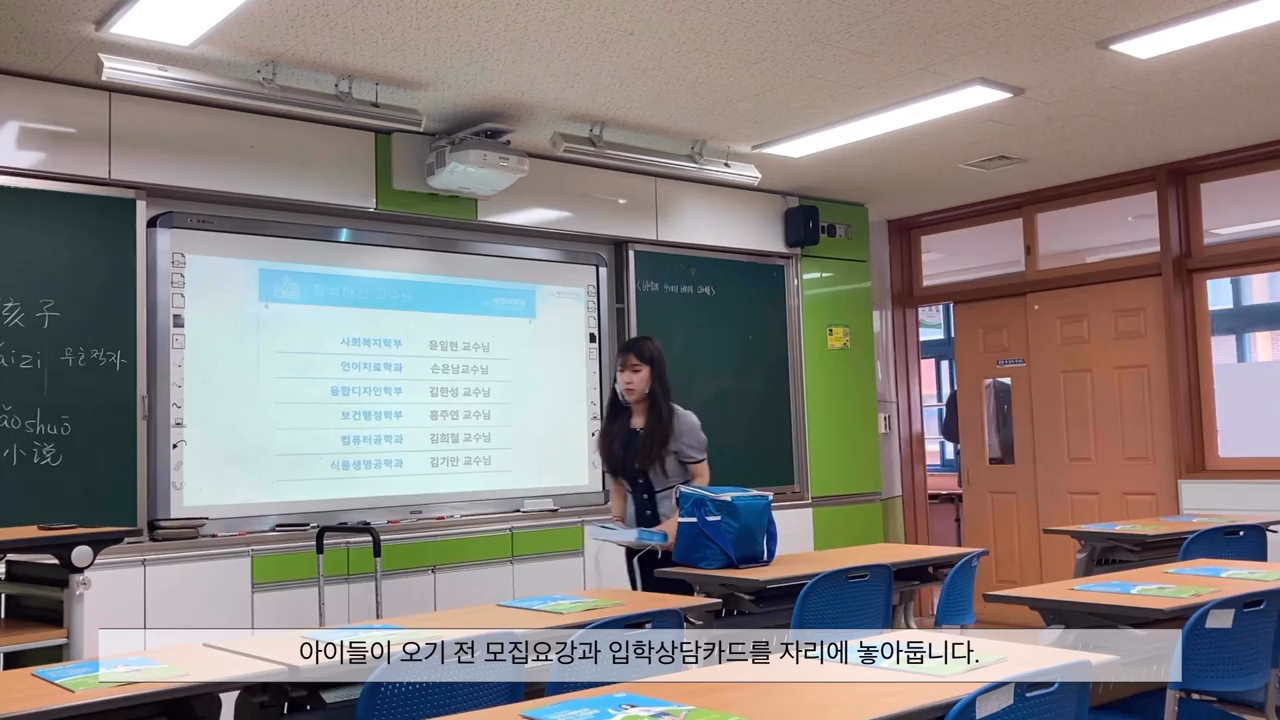 孩子
ǎizi 무호적자
ǎoshuō
小说
사회복지학부 윤일현 교수님
언어치료학과 손은남교수님
융합디자인학부 김한성 교수님
보건행정학부 홍주연 교수님
컴퓨터공학과 김희철 교수님
식품생명공학과 김기만 교수님
아이들이 오기 전 모집요강과 입학상담카드를 자리에 놓아둡니다.